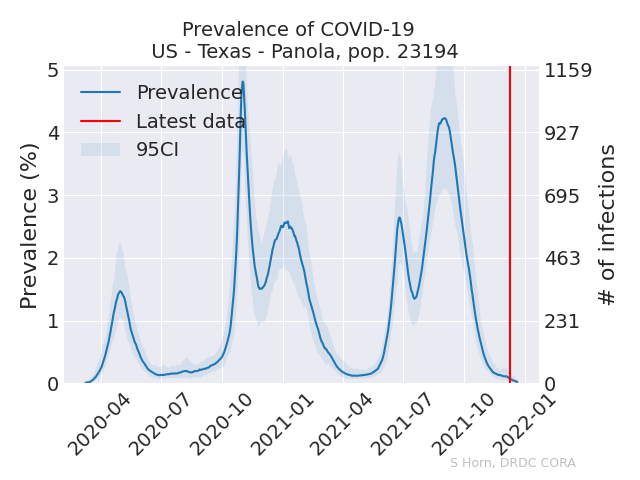 Prevalence of COVID-19
US - Texas - Panola, pop. 23194
Prevalence
Latest data
95CI
Prevalence (%)
5
4
3
2
1
0
1159
927
695
463
231
0
# of infections
2020-04
2020-07
2020-10
2021-01
2021-04
2021-07
2021-10
2022-01
S Horn, DRDC CORA